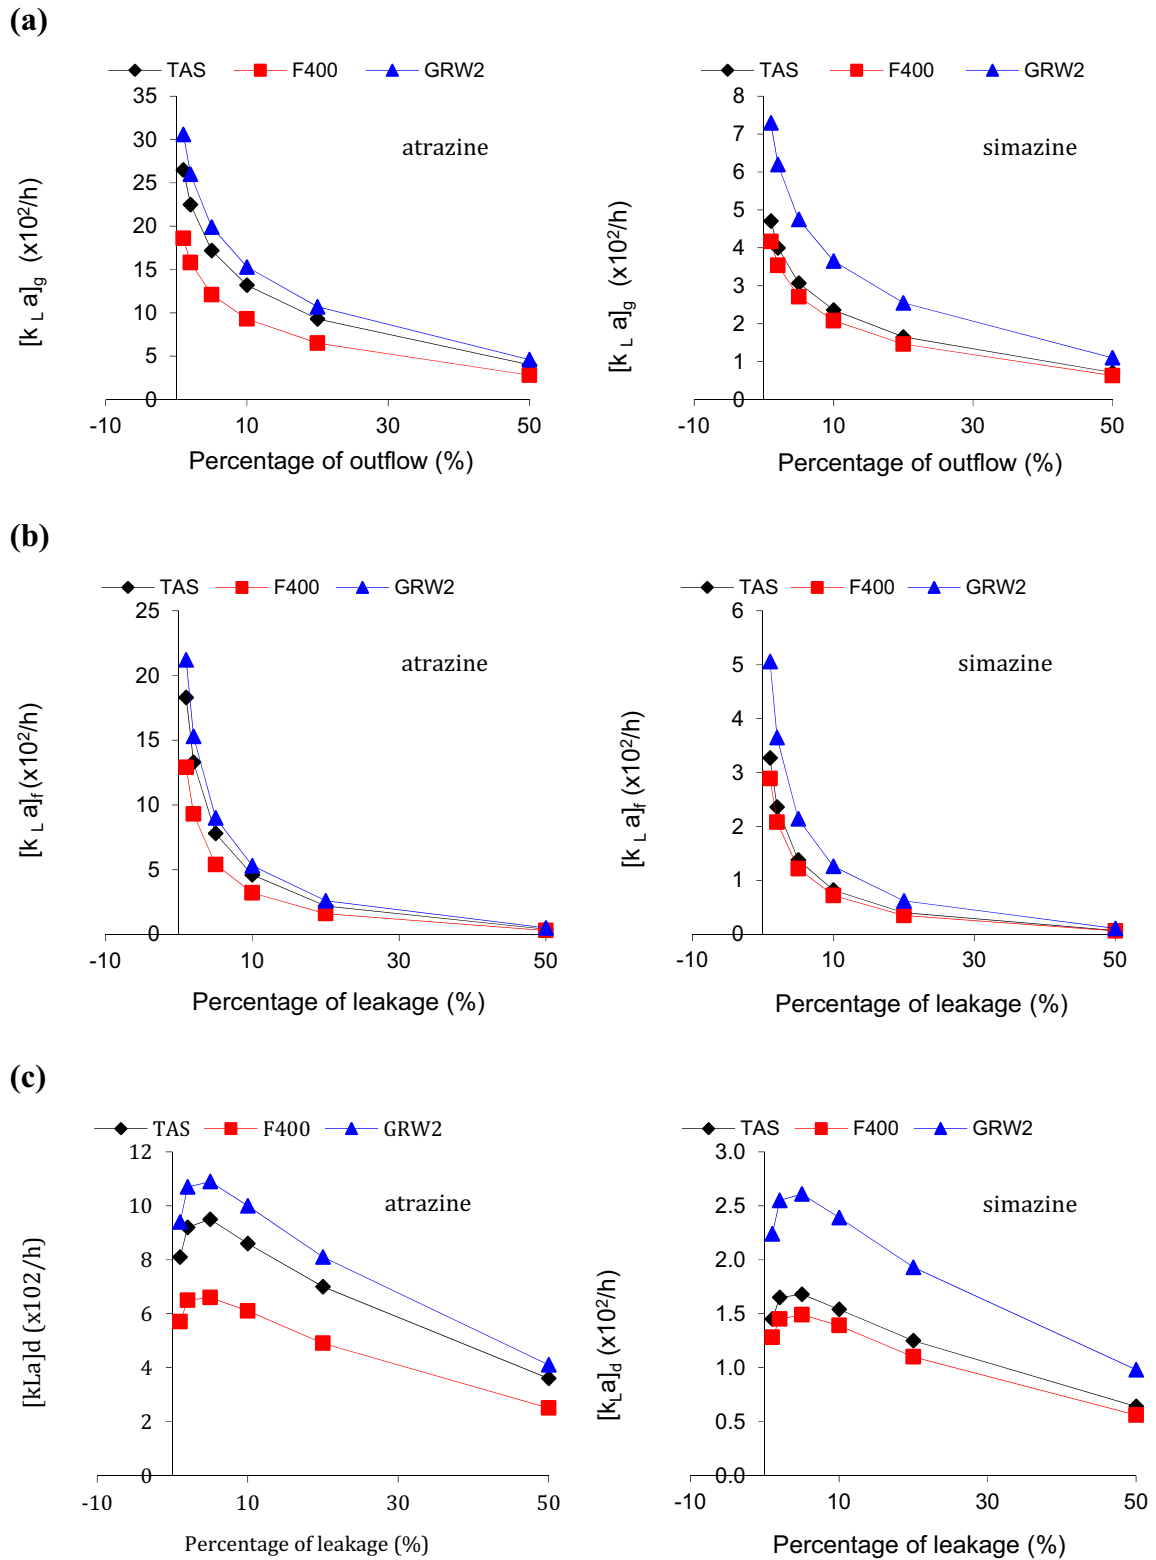 (a)
TAS F400 GRW2
35
30
25
20
15
10
5
0
-10 10 30 50
atrazine
[k L a]g (x10²/h)
Percentage of outflow (%)
TAS F400 GRW2
8
7
6
5
4
3
2
1
0
-10 10 30 50
simazine
[k L a]g (x10²/h)
Percentage of outflow (%)
(b)
TAS F400 GRW2
25
20
15
10
5
0
-10 10 30 50
atrazine
[k L a]f (x10²/h)
Percentage of leakage (%)
TAS F400 GRW2
6
5
4
3
2
1
0
-10 10 30 50
simazine
[k L a]f (x10²/h)
Percentage of leakage (%)
(c)
TAS F400 GRW2
12
10
8
6
4
2
0
-10 10 30 50
atrazine
[kLa]d (x102/h)
Percentage of leakage (%)
TAS F400 GRW2
3.0
2.5
2.0
1.5
1.0
0.5
0.0
-10 10 30 50
simazine
[kLa]d (x10²/h)
Percentage of leakage (%)